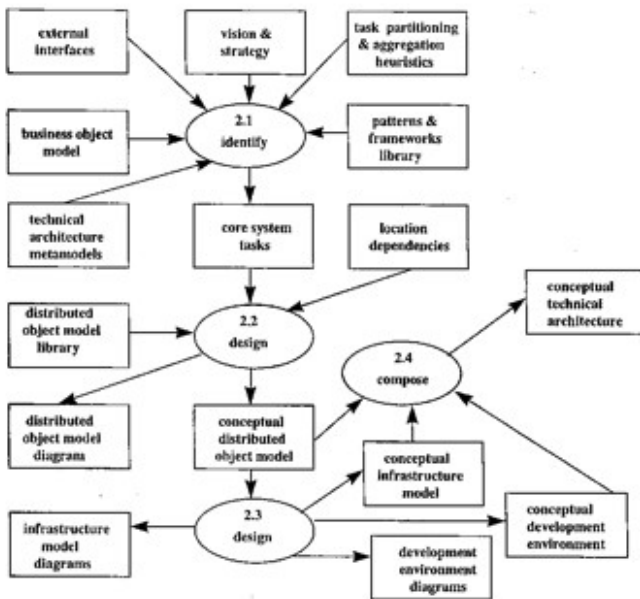 external
interfaces
vision &
strategy
task partitioning
& aggregation
heuristics
2.1
identify
business object
model
patterns &
frameworks
library
technical
architecture
metamodels
core system
tasks
location
dependencies
conceptual
technical
architecture
distributed
object model
library
2.2
design
2.4
compose
distributed
object model
diagram
conceptual
distributed
object model
conceptual
infrastructure
model
infrastructure
model
diagrams
2.3
design
conceptual
development
environment
development
environment
diagrams